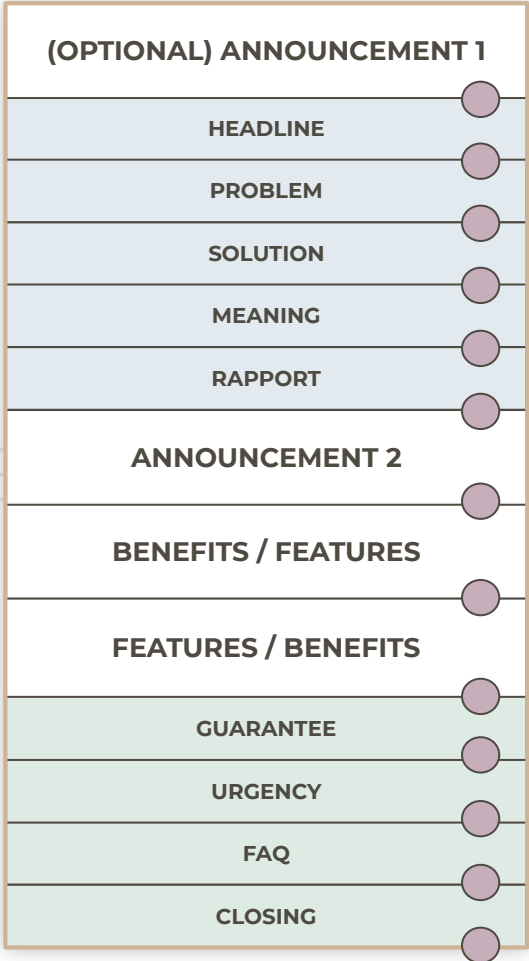 (OPTIONAL) ANNOUNCEMENT 1
HEADLINE
PROBLEM
SOLUTION
MEANING
RAPPORT
ANNOUNCEMENT 2
BENEFITS / FEATURES
FEATURES / BENEFITS
GUARANTEE
URGENCY
FAQ
CLOSING